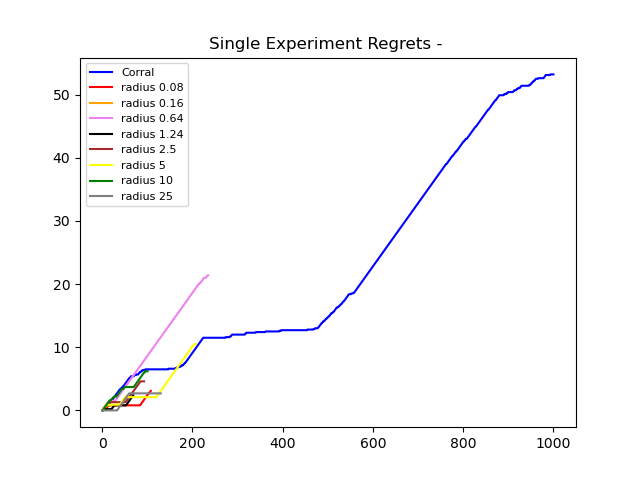 Single Experiment Regrets -
Corral
radius 0.08
radius 0.16
radius 0.64
radius 1.24
radius 2.5
radius 5
radius 10
radius 25
50
40
30
20
10
0
0 200 400 600 800 1000